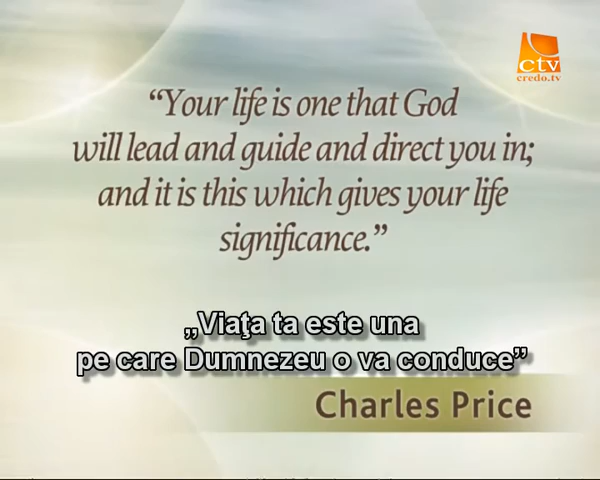 ctv
credo.tv
“Your life is one that God
will lead and guide and direct you in;
and it is this which gives your life
significance.”
„Viaţa ta este una
pe care Dumnezeu o va conduce”
Charles Price